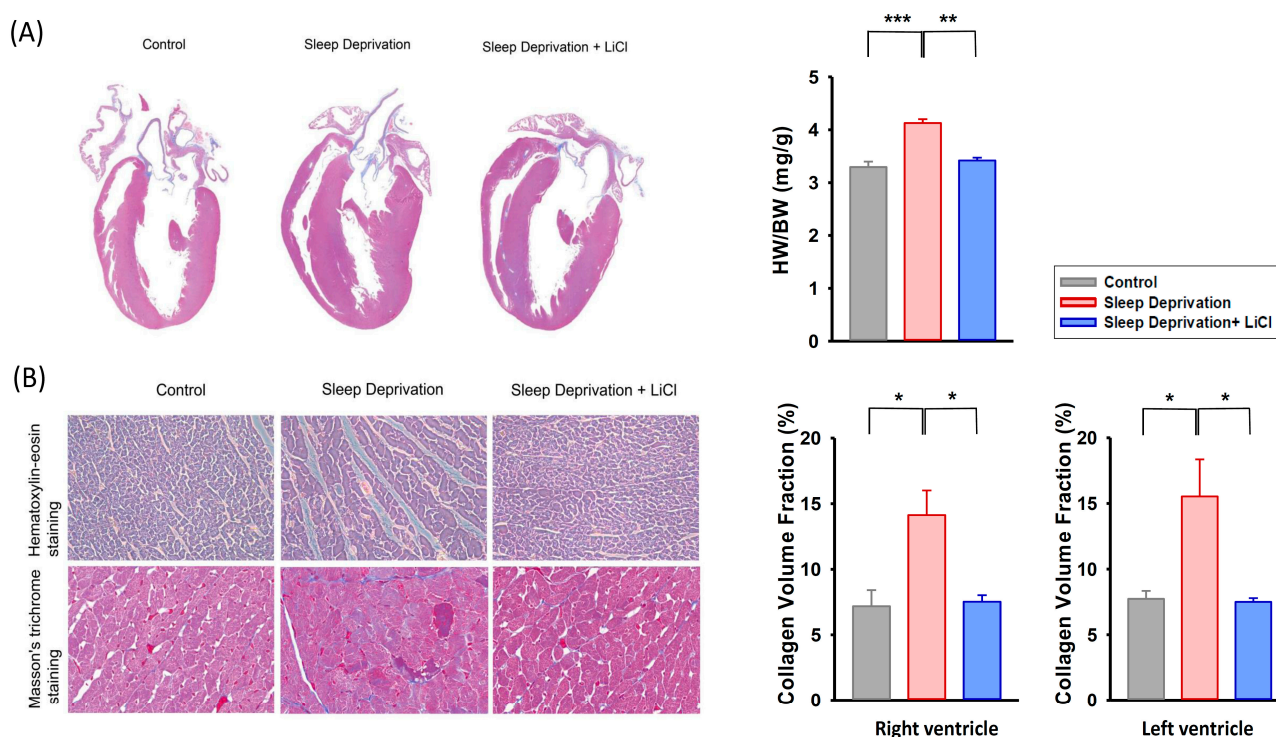 (A)
Control
Sleep Deprivation
Sleep Deprivation + LiCl
*** **
HW/BW (mg/g)
5
4
3
2
1
0
Control
Sleep Deprivation
Sleep Deprivation+ LiCl
(B)
Control
Sleep Deprivation
Sleep Deprivation + LiCl
Hematoxylin-eosin
staining
Masson's trichrome
staining
* *
Collagen Volume Fraction (%)
20
15
10
5
0
Right ventricle
* *
Collagen Volume Fraction (%)
20
15
10
5
0
Left ventricle